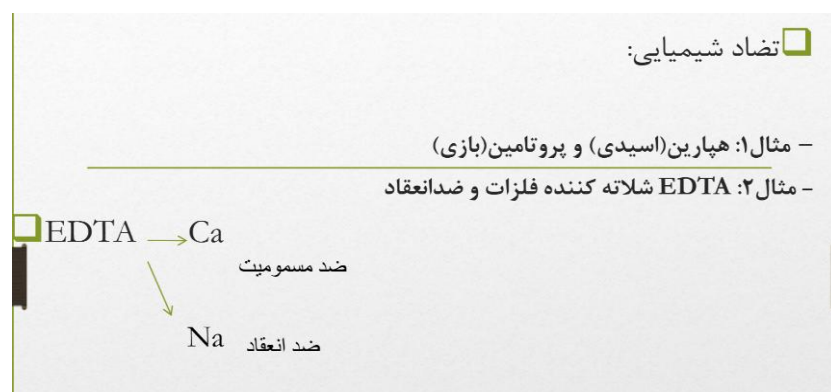 تضاد شیمیایی:
– مثال۱: هپارین(اسیدی) و پروتامین(بازی)
- مثال۲: EDTA شلاته کننده فلزات و ضدانعقاد
EDTA → Ca
ضد مسمومیت
Na ضد انعقاد